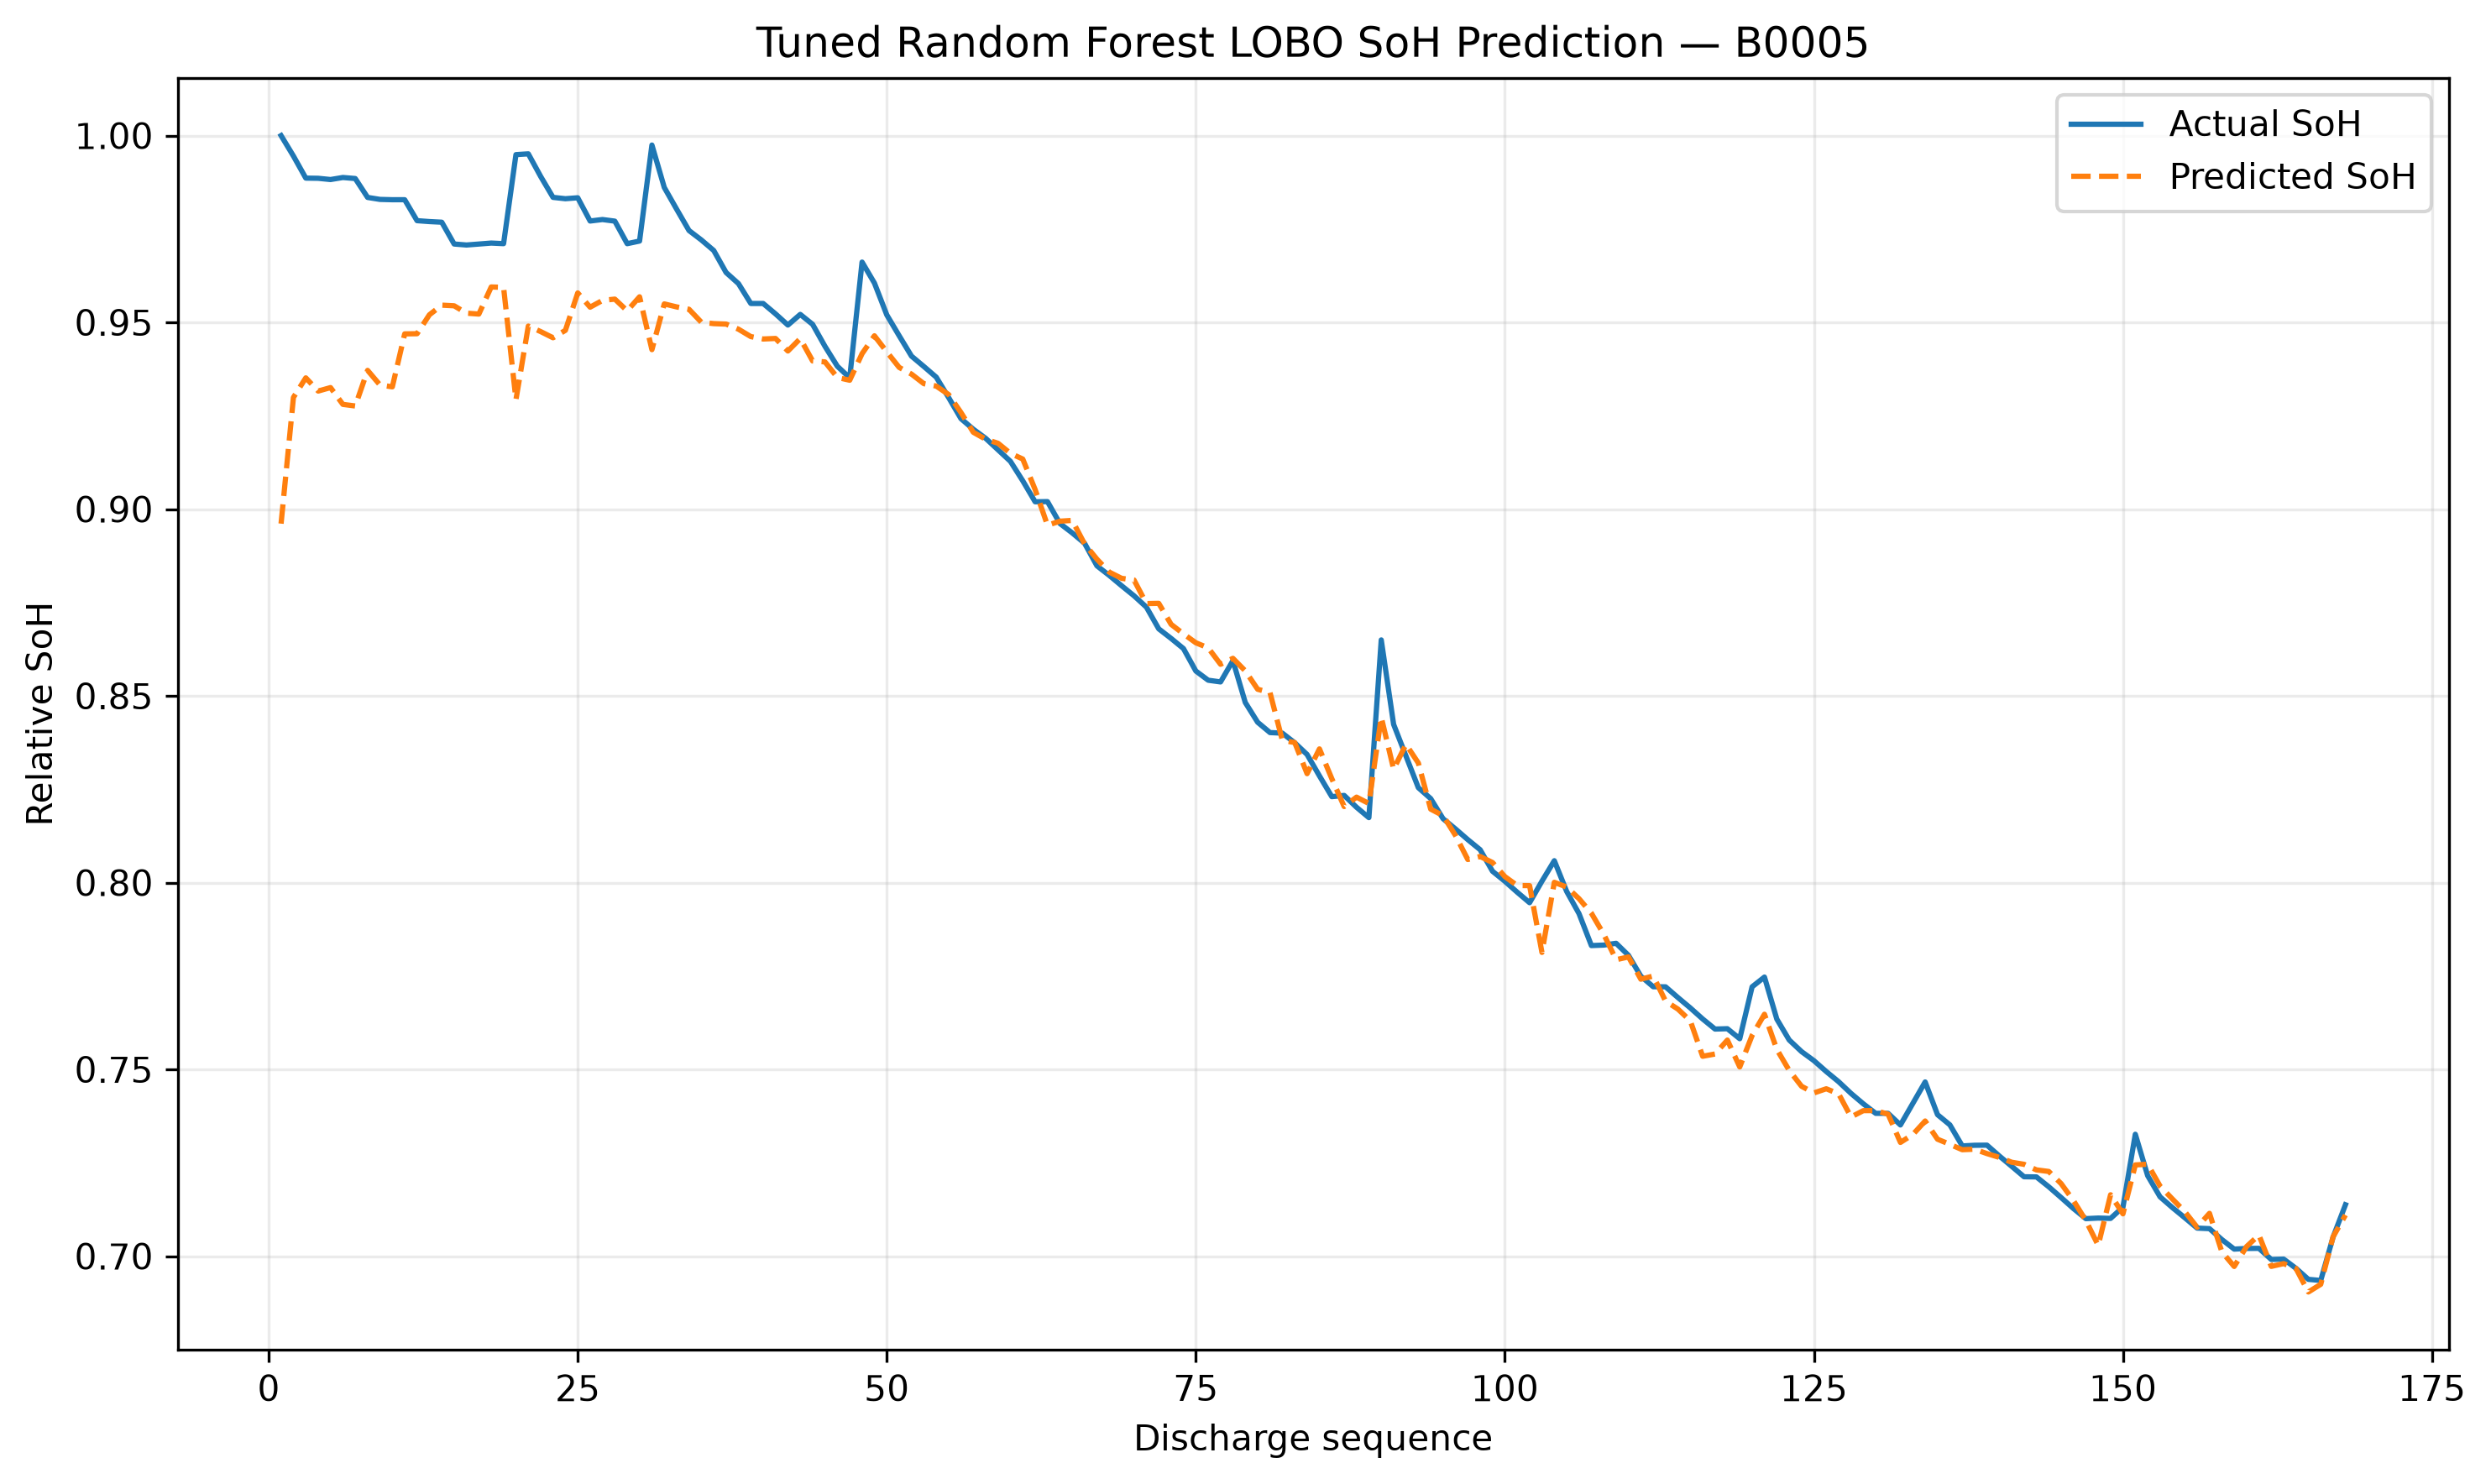 Tuned Random Forest LOBO SoH Prediction — B0005
Actual SoH
Predicted SoH
Relative SoH
1.00
0.95
0.90
0.85
0.80
0.75
0.70
0 25 50 75 100 125 150 175
Discharge sequence